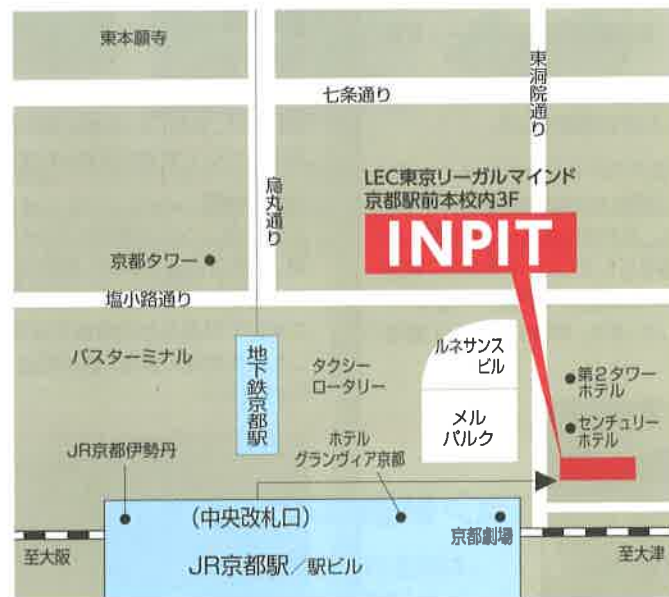 東本願寺
七条通り
東洞院通り
烏丸通り
LEC東京リーガルマインド
京都駅前本校内3F
INPIT
京都タワー
塩小路通り
バスターミナル
地下鉄京都駅
タクシー
ロータリー
ルネサンス
ビル
第2タワー
ホテル
メル
パルク
センチュリー
ホテル
JR京都伊勢丹
ホテル
グランヴィア京都
(中央改札口)
京都劇場
至大阪
JR京都駅/駅ビル
至大津